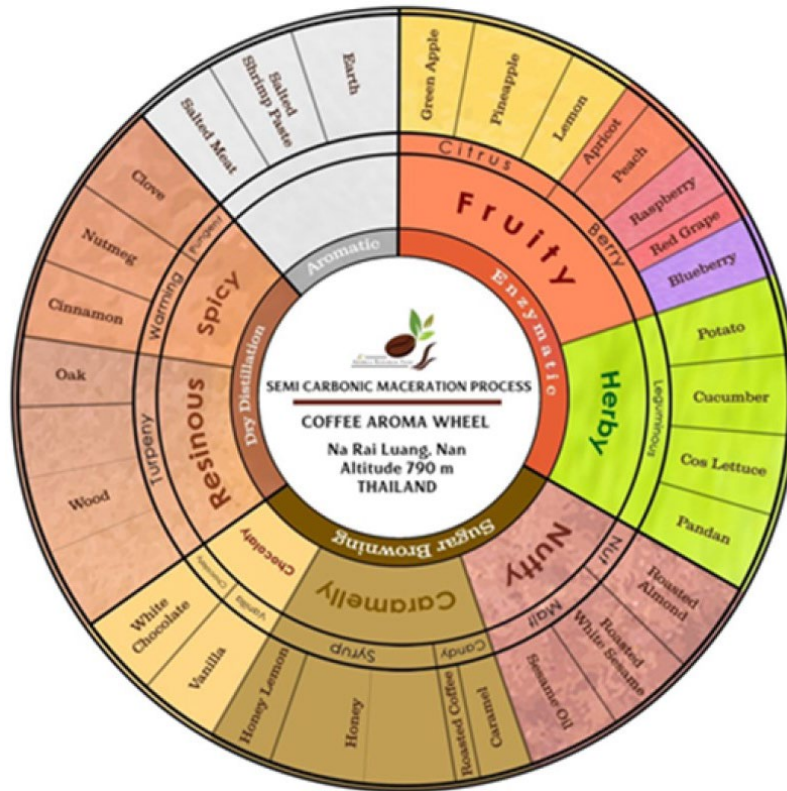 SEMI CARBONIC MACERATION PROCESS
COFFEE AROMA WHEEL
Na Rai Luang, Nan
Altitude 790 m
THAILAND
Enzymatic
Sugar Browning
Dry Distillation
Aromatic
Fruity
Herby
Nutty
Caramelly
Chocolaty
Resinous
spicy
Citrus
Berry
Leguminous
Nut
Malt
Candy
Syrup
Vanilla
Turpeny
Warming
Pungent
Green Apple
Pineapple
Lemon
Apricot
Peach
Raspberry
Red Grape
Blueberry
Potato
Cucumber
Cos Lettuce
Pandan
Roasted
Almond
Roasted
White Sesame
Sesame Oil
Caramel
Roasted Coffee
Honey
Honey Lemon
Vanilla
White
Chocolate
Wood
Oak
Cinnamon
Nutmeg
Clove
Salted Meat
Salted
Shrimp Paste
Earth